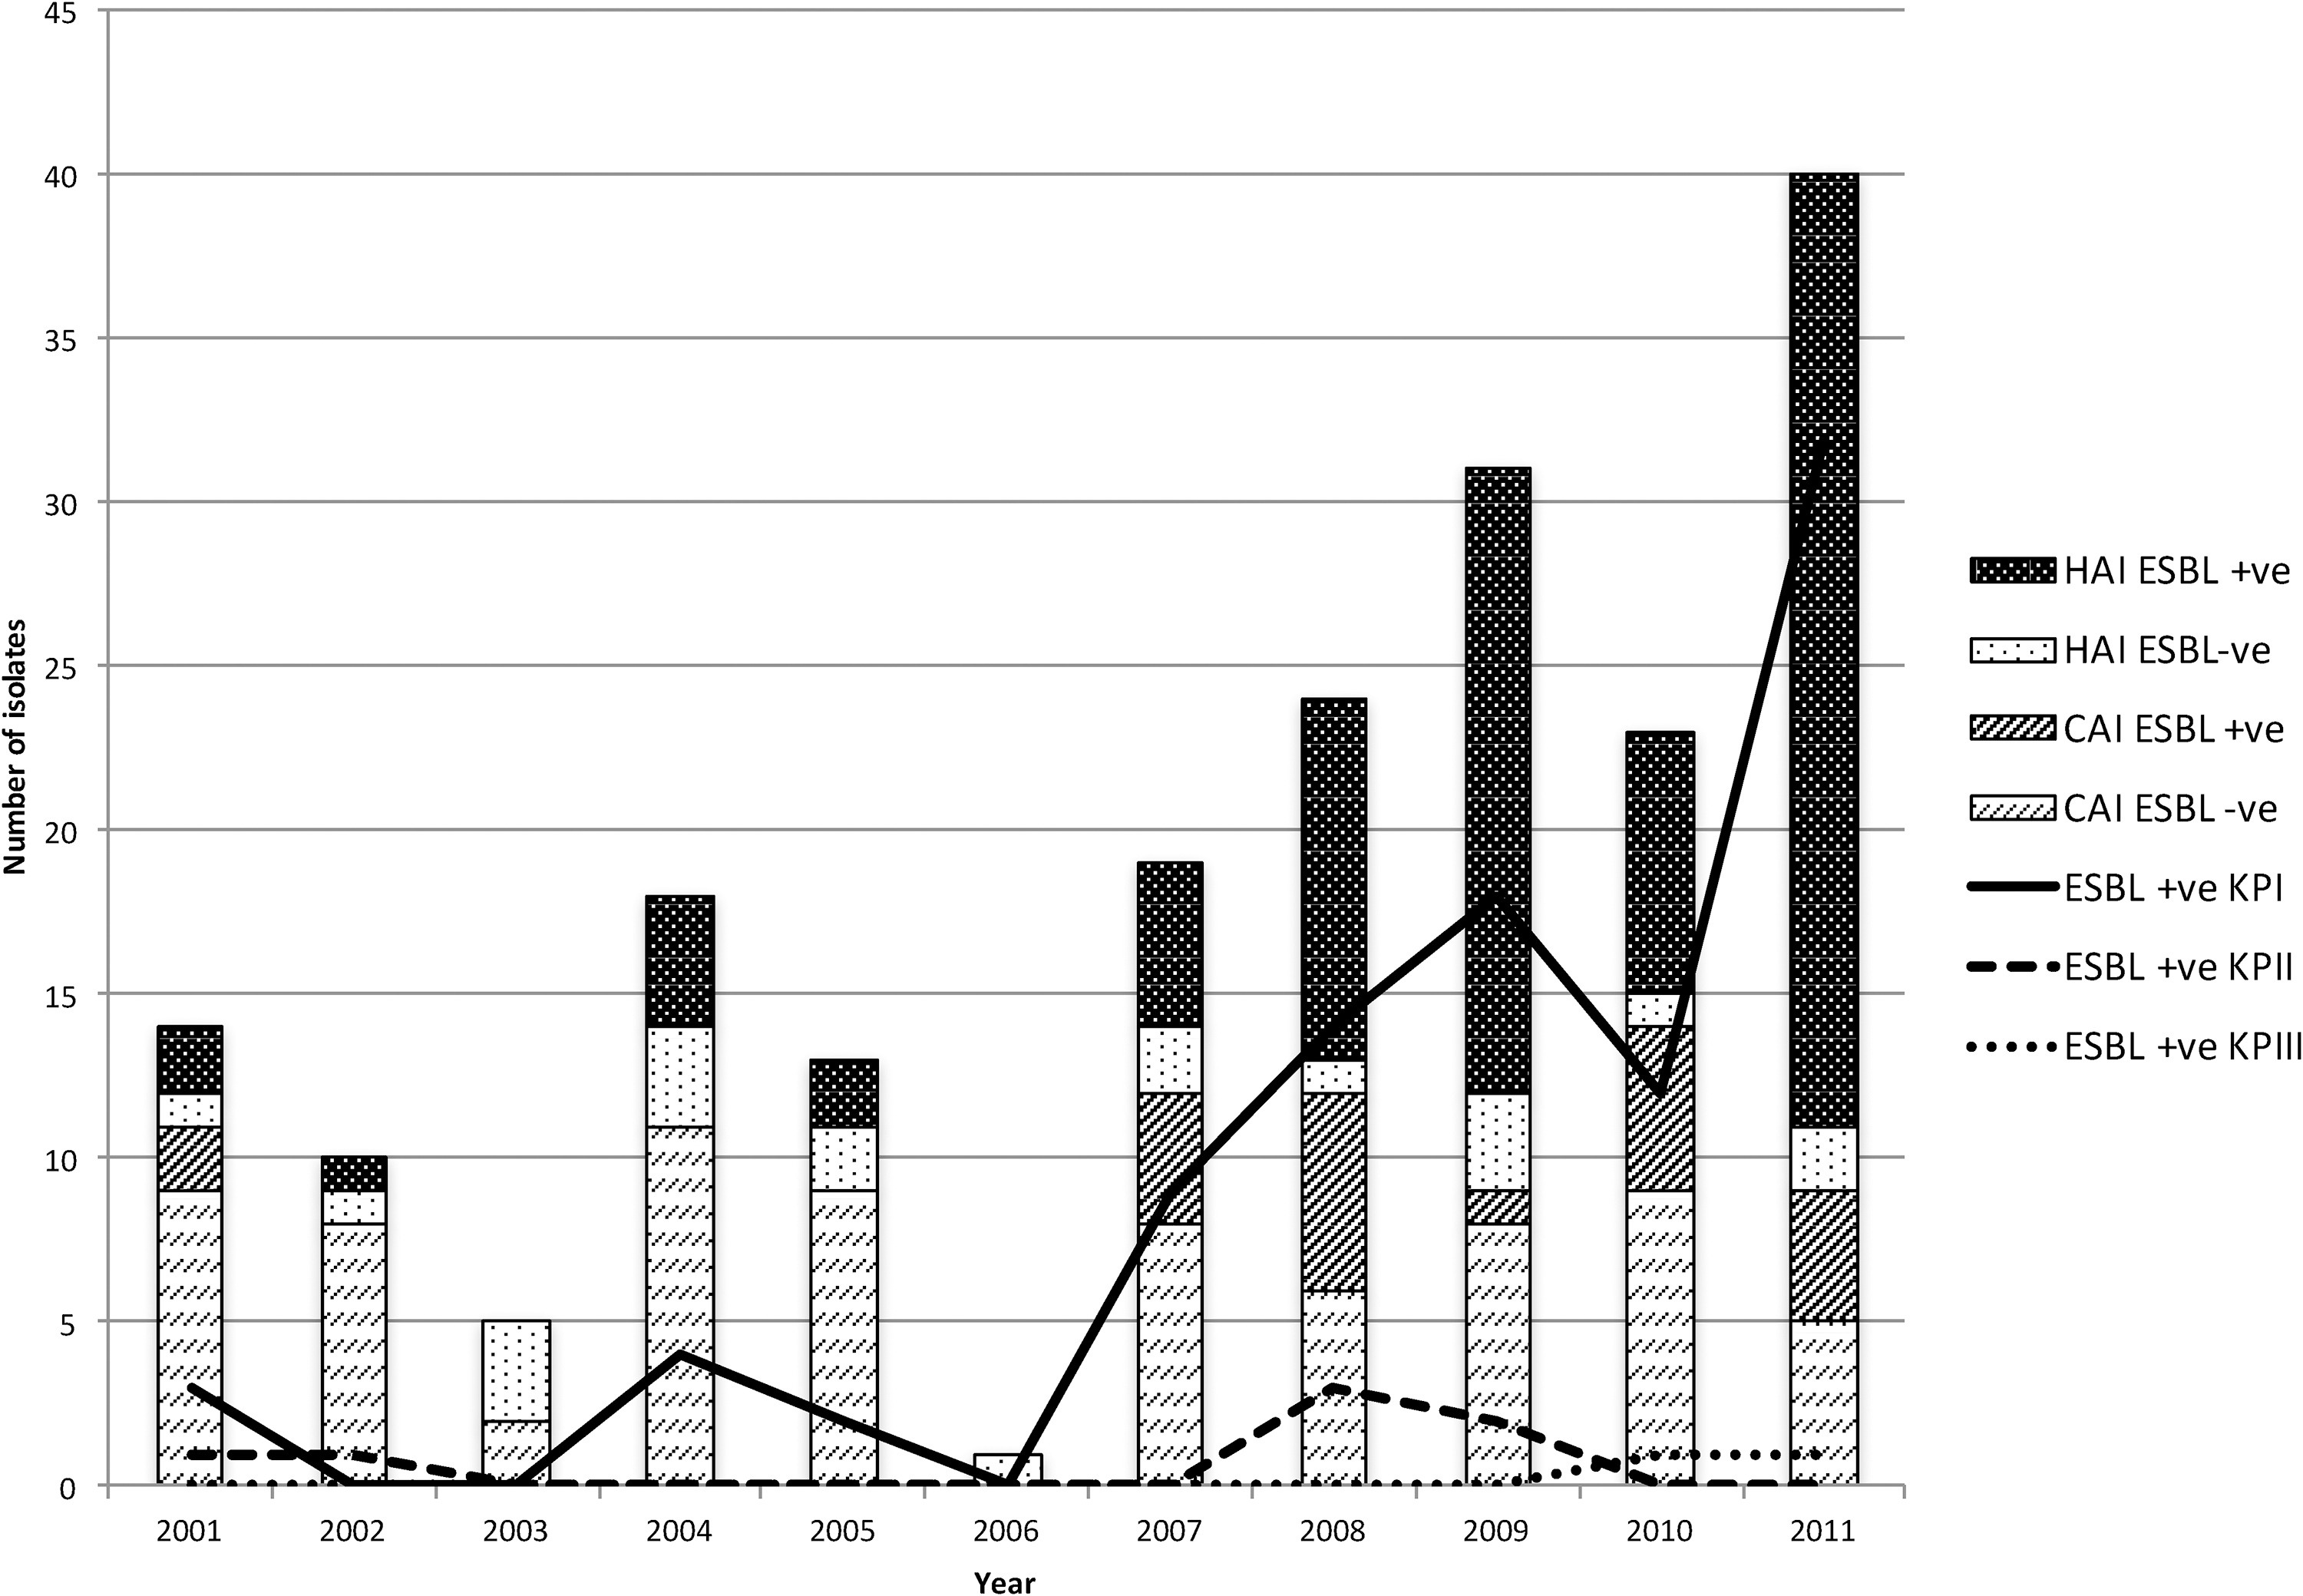 45
40
35
30
25
20
15
10
5
0
Number of isolates
2001 2002 2003 2004 2005 2006 2007 2008 2009 2010 2011
Year
HAI ESBL +ve
HAI ESBL-ve
CAI ESBL +ve
CAI ESBL -ve
ESBL +ve KPI
ESBL +ve KPII
ESBL +ve KPIII